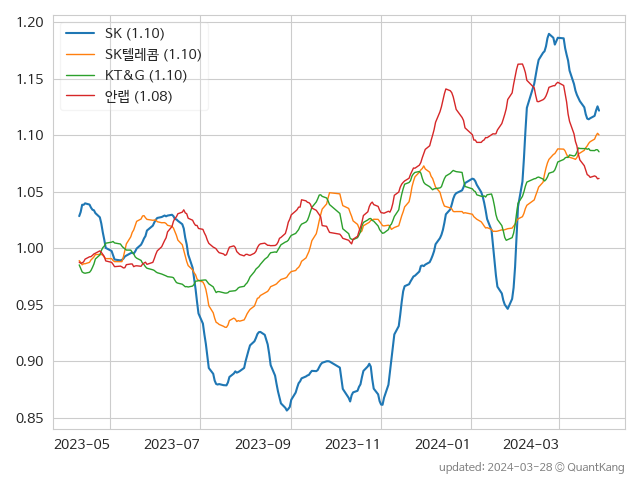 1.20
1.15
1.10
1.05
1.00
0.95
0.90
0.85
SK (1.10)
SK텔레콤 (1.10)
KT&G (1.10)
안랩 (1.08)
2023-05 2023-07 2023-09 2023-11 2024-01 2024-03
updated: 2024-03-28 © QuantKang